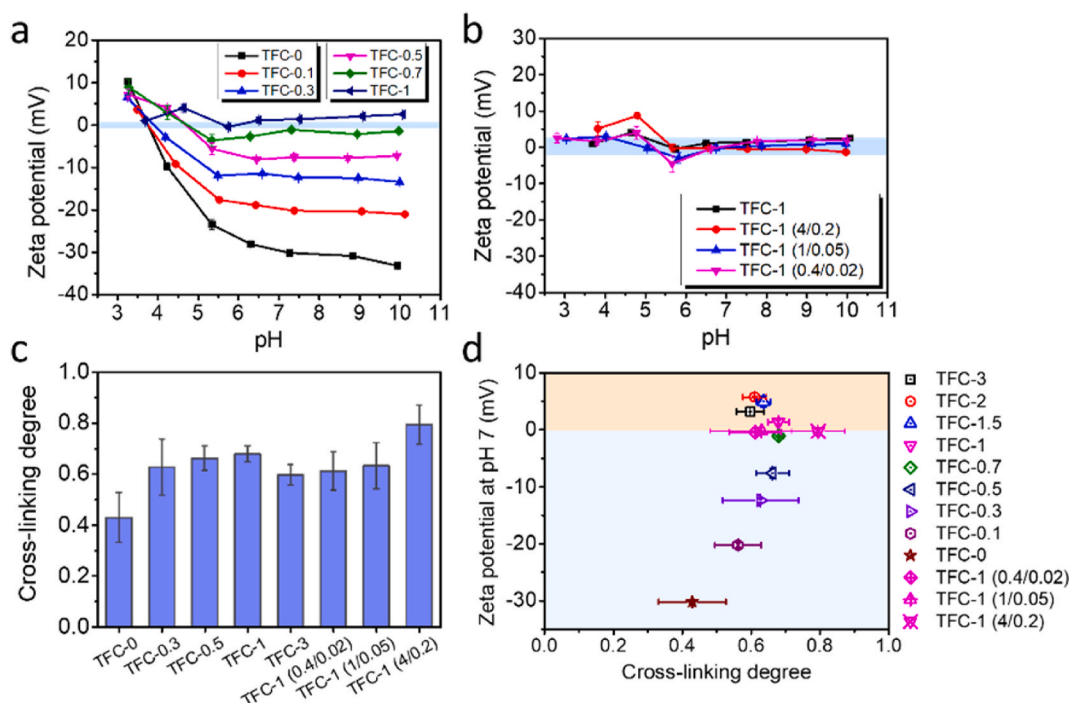 a
Zeta potential (mV)
20
10
0
-10
-20
-30
-40
TFC-0
TFC-0.1
TFC-0.3
TFC-0.5
TFC-0.7
TFC-1
3 4 5 6 7 8 9 10 11
pH
b
Zeta potential (mV)
30
20
10
0
-10
-20
-30
-40
TFC-1
TFC-1 (4/0.2)
TFC-1 (1/0.05)
TFC-1 (0.4/0.02)
3 4 5 6 7 8 9 10 11
pH
c
Cross-linking degree
1.0
0.8
0.6
0.4
0.2
0.0
TFC-0
TFC-0.3
TFC-0.5
TFC-1
TFC-3
TFC-1 (0.4/0.02)
TFC-1 (1/0.05)
TFC-1 (4/0.2)
d
Zeta potential at pH 7 (mV)
10
0
-10
-20
-30
0.0 0.2 0.4 0.6 0.8 1.0
Cross-linking degree
TFC-3
TFC-2
TFC-1.5
TFC-1
TFC-0.7
TFC-0.5
TFC-0.3
TFC-0.1
TFC-0
TFC-1 (0.4/0.02)
TFC-1 (1/0.05)
TFC-1 (4/0.2)